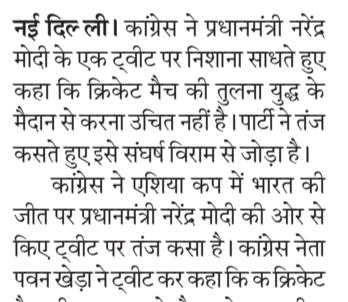 नई दिल्ली। कांग्रेस ने प्रधानमंत्री नरेंद्र
मोदी के एक ट्वीट पर निशाना साधते हुए
कहा कि क्रिकेट मैच की तुलना युद्ध के
मैदान से करना उचित नहीं है। पार्टी ने तंज
कसते हुए इसे संघर्ष विराम से जोड़ा है।
कांग्रेस ने एशिया कप में भारत की
जीत पर प्रधानमंत्री नरेंद्र मोदी की ओर से
किए ट्वीट पर तंज कसा है। कांग्रेस नेता
पवन खेड़ा ने ट्वीट कर कहा कि क क्रिकेट